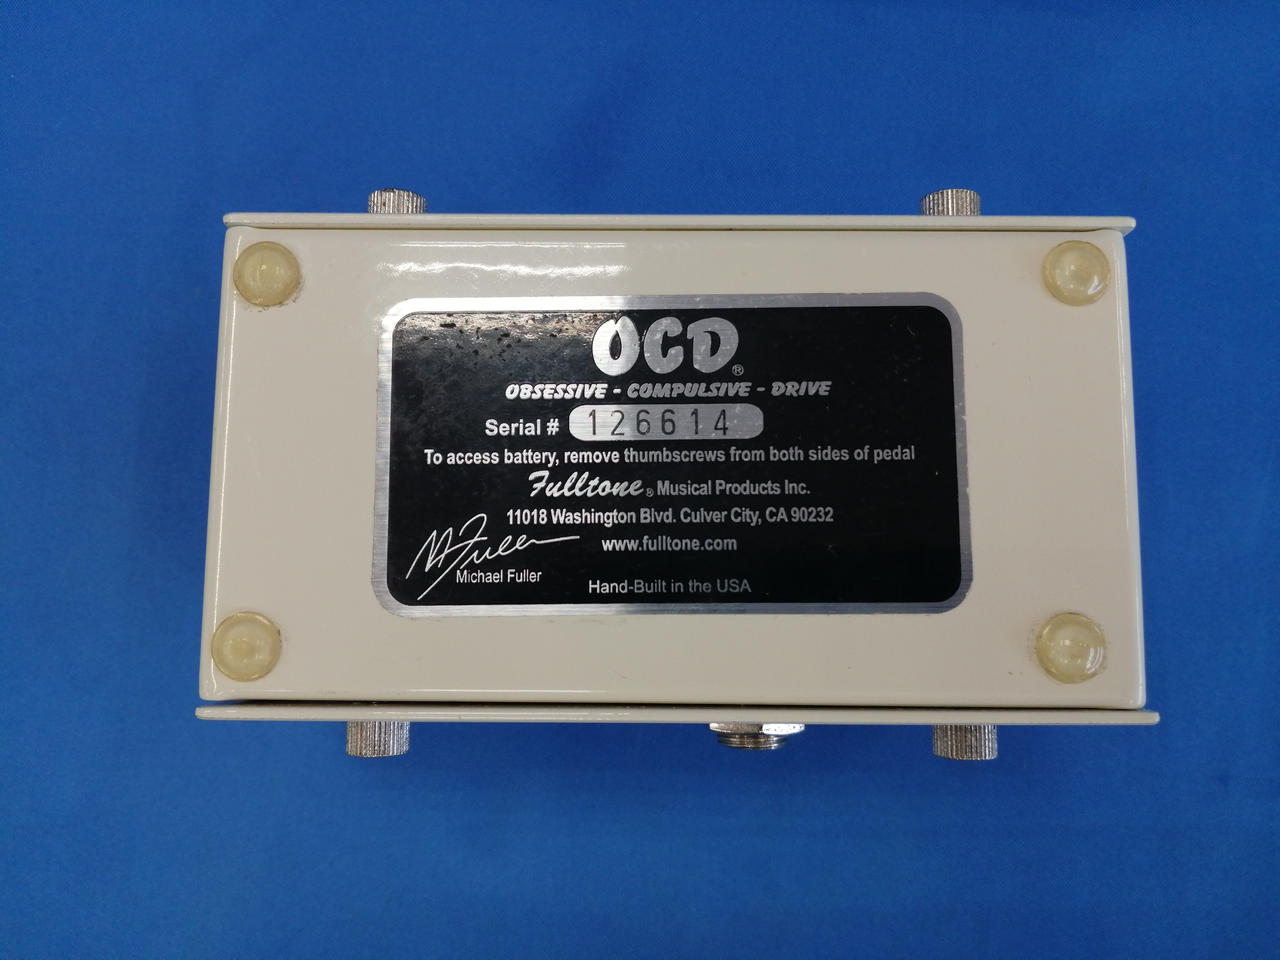 OCD®
OBSESSIVE - COMPULSIVE - DRIVE
Serial # 126614
To access battery, remove thumbscrews from both sides of pedal
Fulltone® Musical Products Inc.
11018 Washington Blvd. Culver City, CA 90232
M Fuller
www.fulltone.com
Michael Fuller
Hand-Built in the USA